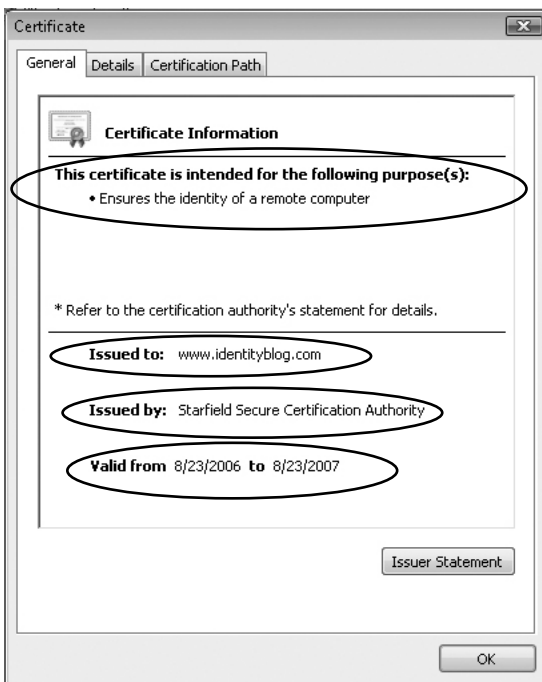 Certificate
General Details Certification Path
Certificate Information
This certificate is intended for the following purpose(s):
• Ensures the identity of a remote computer
* Refer to the certification authority's statement for details.
Issued to: www.identityblog.com
Issued by: Starfield Secure Certification Authority
Valid from 8/23/2006 to 8/23/2007
Issuer Statement
OK